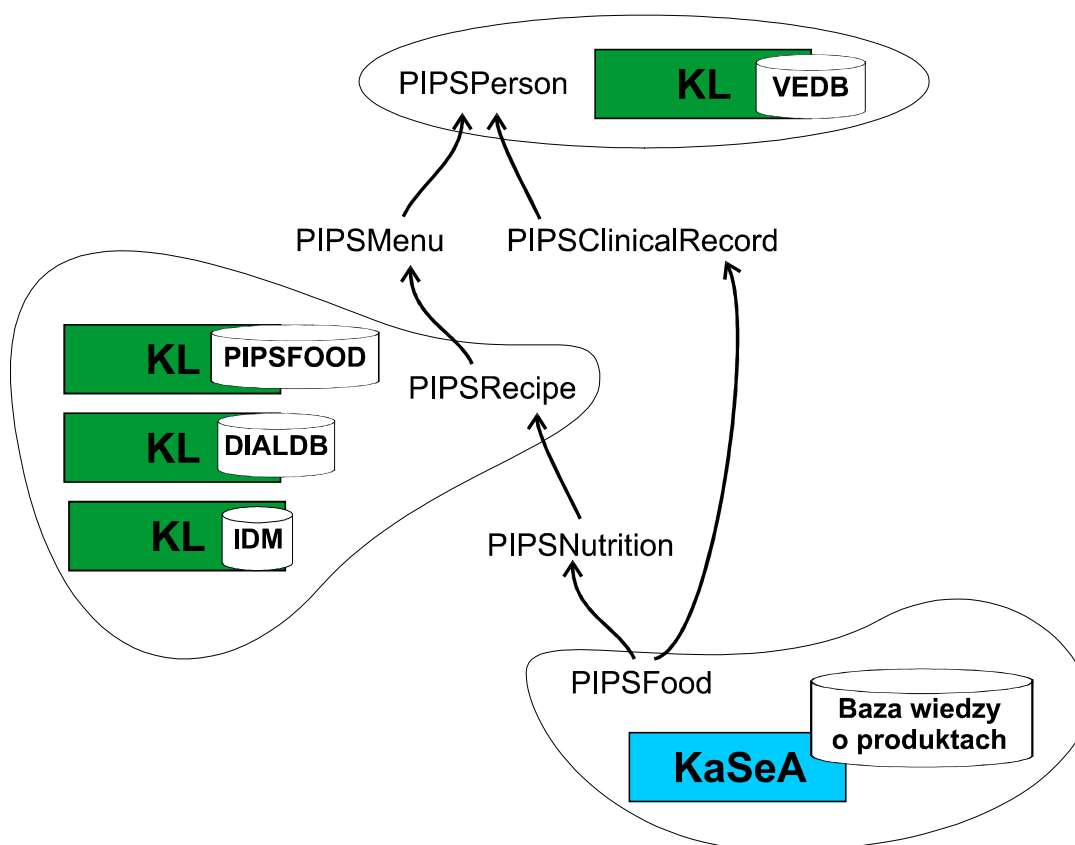 PIPSPerson
KL
VEDB
PIPSMenu
PIPSClinicalRecord
KL
PIPSFOOD
PIPSRecipe
KL
DIALDB
KL
IDM
PIPSNutrition
PIPSFood
Baza wiedzy
o produktach
KaSeA